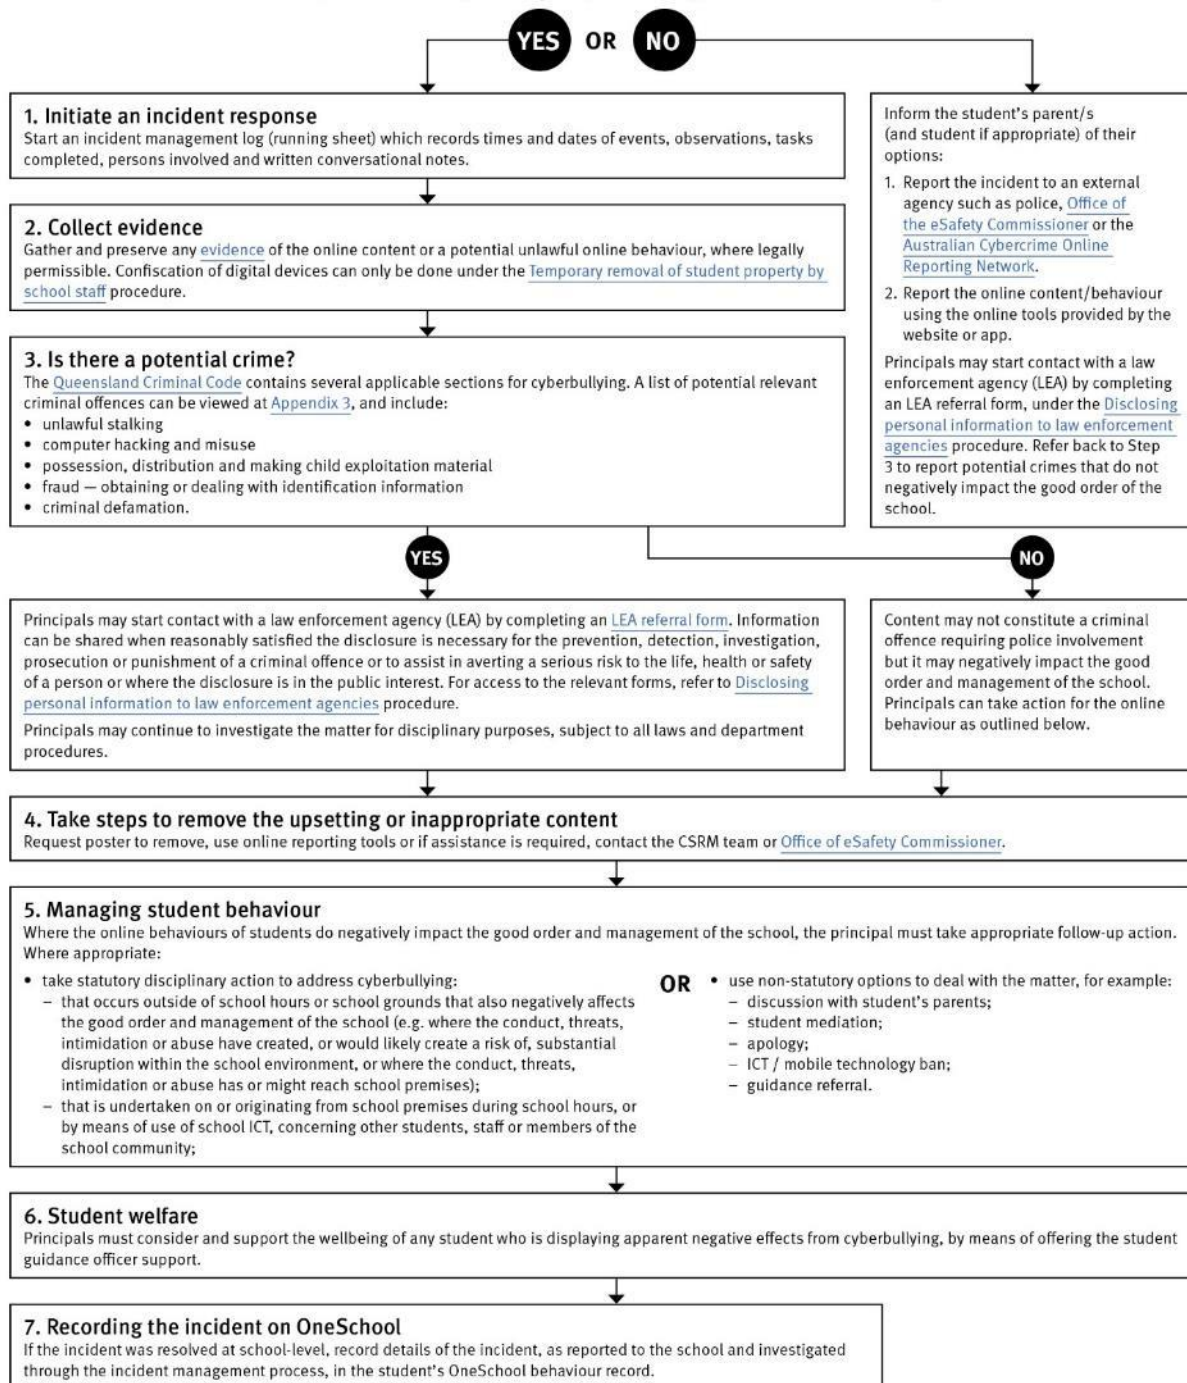 YES OR NO
1. Initiate an incident response
Start an incident management log (running sheet) which records times and dates of events, observations, tasks
completed, persons involved and written conversational notes.
2. Collect evidence
Gather and preserve any evidence of the online content or a potential unlawful online behaviour, where legally
permissible. Confiscation of digital devices can only be done under the Temporary removal of student property by
school staff procedure.
3. Is there a potential crime?
The Queensland Criminal Code contains several applicable sections for cyberbullying. A list of potential relevant
criminal offences can be viewed at Appendix 3, and include:
• unlawful stalking
• computer hacking and misuse
• possession, distribution and making child exploitation material
• fraud — obtaining or dealing with identification information
• criminal defamation.
Inform the student's parent/s
(and student if appropriate) of their
options:
1. Report the incident to an external
agency such as police, Office of
the eSafety Commissioner or the
Australian Cybercrime Online
Reporting Network.
2. Report the online content/behaviour
using the online tools provided by the
website or app.
Principals may start contact with a law
enforcement agency (LEA) by completing
an LEA referral form, under the Disclosing
personal information to law enforcement
agencies procedure. Refer back to Step
3 to report potential crimes that do not
negatively impact the good order of the
school.
YES
NO
Principals may start contact with a law enforcement agency (LEA) by completing an LEA referral form. Information
can be shared when reasonably satisfied the disclosure is necessary for the prevention, detection, investigation,
prosecution or punishment of a criminal offence or to assist in averting a serious risk to the life, health or safety
of a person or where the disclosure is in the public interest. For access to the relevant forms, refer to Disclosing
personal information to law enforcement agencies procedure.
Principals may continue to investigate the matter for disciplinary purposes, subject to all laws and department
procedures.
Content may not constitute a criminal
offence requiring police involvement
but it may negatively impact the good
order and management of the school.
Principals can take action for the online
behaviour as outlined below.
4. Take steps to remove the upsetting or inappropriate content
Request poster to remove, use online reporting tools or if assistance is required, contact the CSRM team or Office of eSafety Commissioner.
5. Managing student behaviour
Where the online behaviours of students do negatively impact the good order and management of the school, the principal must take appropriate follow-up action.
Where appropriate:
• take statutory disciplinary action to address cyberbullying:
– that occurs outside of school hours or school grounds that also negatively affects
the good order and management of the school (e.g. where the conduct, threats,
intimidation or abuse have created, or would likely create a risk of, substantial
disruption within the school environment, or where the conduct, threats,
intimidation or abuse has or might reach school premises);
– that is undertaken on or originating from school premises during school hours, or
by means of use of school ICT, concerning other students, staff or members of the
school community;
OR
• use non-statutory options to deal with the matter, for example:
– discussion with student's parents;
– student mediation;
– apology;
– ICT / mobile technology ban;
– guidance referral.
6. Student welfare
Principals must consider and support the wellbeing of any student who is displaying apparent negative effects from cyberbullying, by means of offering the student
guidance officer support.
7. Recording the incident on OneSchool
If the incident was resolved at school-level, record details of the incident, as reported to the school and investigated
through the incident management process, in the student's OneSchool behaviour record.